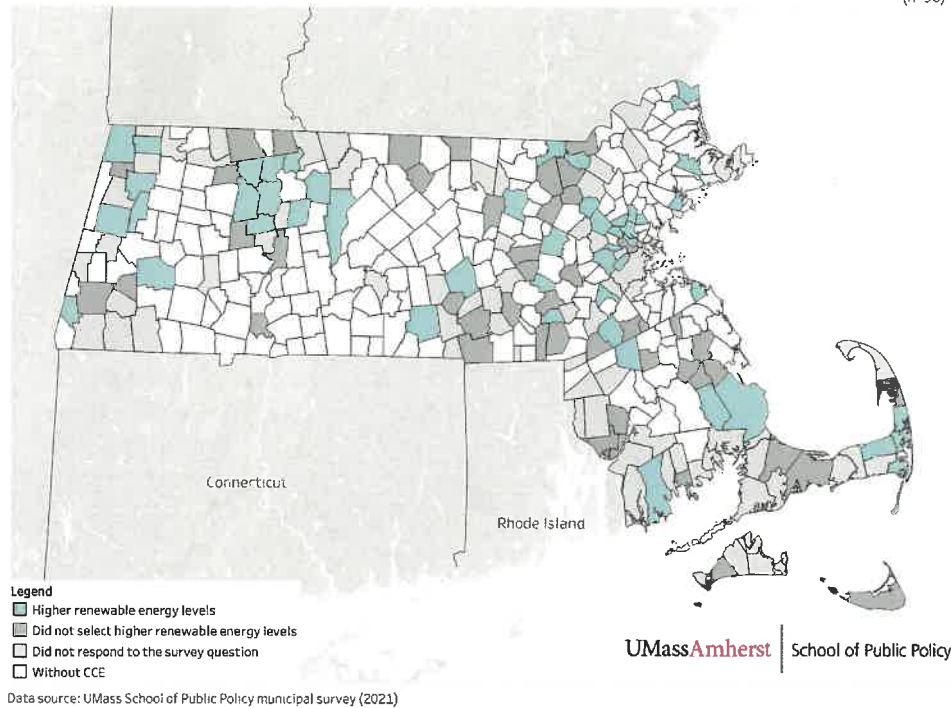 Connecticut
Rhode Island
Legend
Higher renewable energy levels
Did not select higher renewable energy levels
Did not respond to the survey question
Without CCE
UMassAmherst School of Public Policy
Data source: UMass School of Public Policy municipal survey (2021)